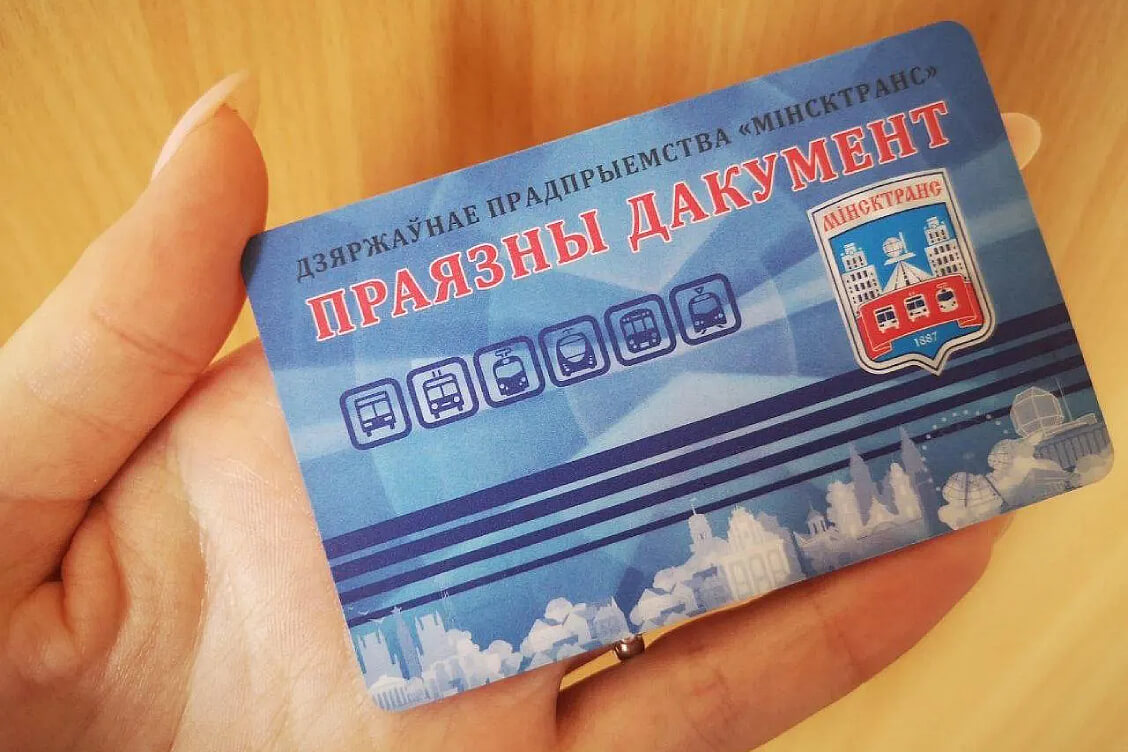 ДЗЯРЖАЎНАЕ ПРАДПРЫЕМСТВА «МІНСКТРАНС»
ПРАЯЗНЫ ДАКУМЕНТ
МІНСКТРАНС
1887